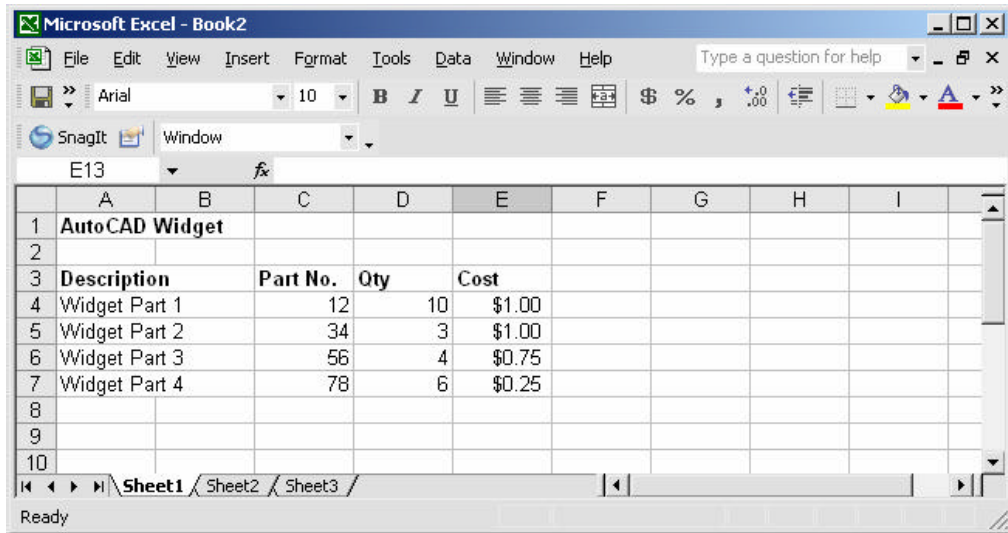 Microsoft Excel - Book2
File Edit View Insert Format Tools Data Window Help Type a question for help
Arial 10 B I U $ % , .00
SnagIt Window
E13 fx
A B C D E F G H I
1 AutoCAD Widget
2
3 Description Part No. Qty Cost
4 Widget Part 1 12 10 $1.00
5 Widget Part 2 34 3 $1.00
6 Widget Part 3 56 4 $0.75
7 Widget Part 4 78 6 $0.25
8
9
10
Sheet1 Sheet2 Sheet3
Ready